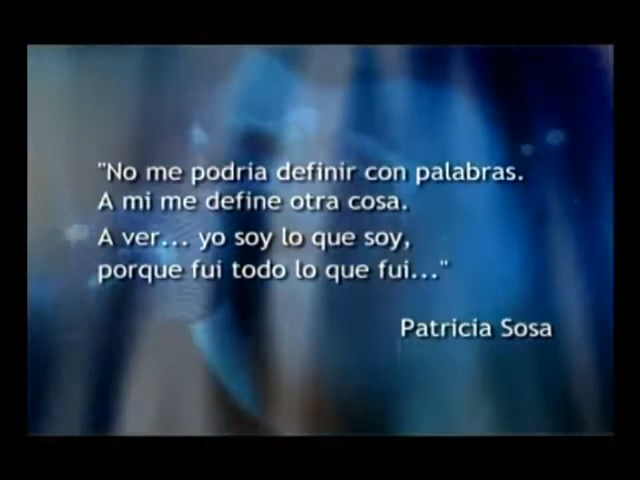 "No me podria definir con palabras.
A mi me define otra cosa.
A ver... yo soy lo que soy,
porque fui todo lo que fui..."
Patricia Sosa